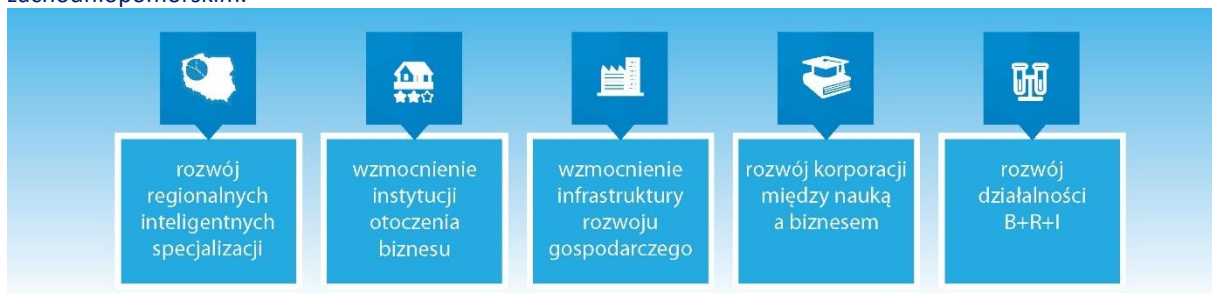 zachodniopomorskim.
rozwój
regionalnych
inteligentnych
specjalizacji
wzmocnienie
instytucji
otoczenia
biznesu
wzmocnienie
infrastruktury
rozwoju
gospodarczego
rozwój korporacji
między nauką
a biznesem
rozwój
działalności
B+R+I